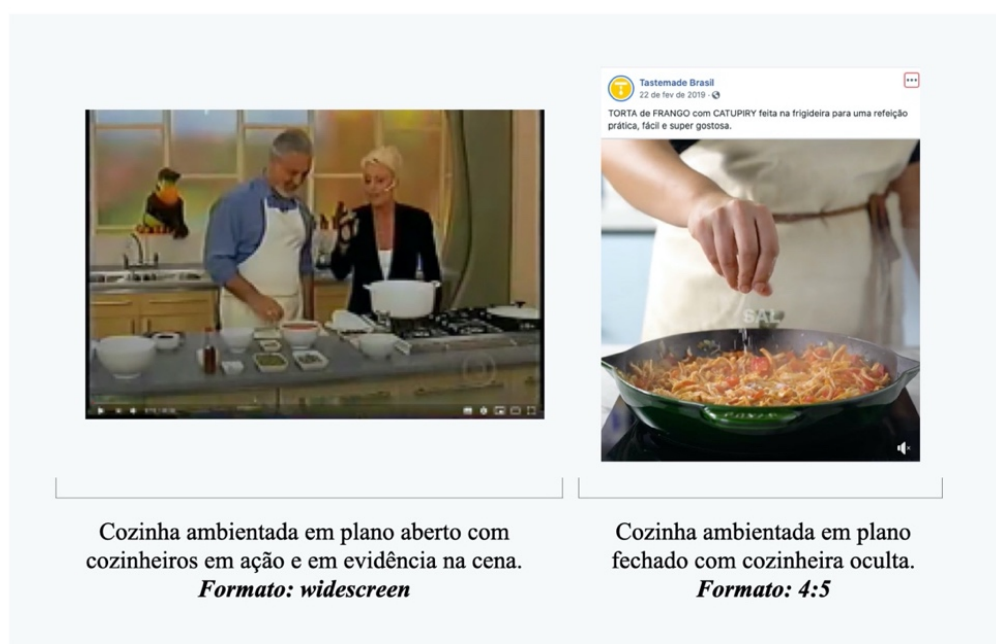 Tastemade Brasil
22 de fev de 2019 ·
TORTA de FRANGO com CATUPIRY feita na frigideira para uma refeição
prática, fácil e super gostosa.
SAL
Cozinha ambientada em plano aberto com
cozinheiros em ação e em evidência na cena.
Formato: widescreen
Cozinha ambientada em plano
fechado com cozinheira oculta.
Formato: 4:5